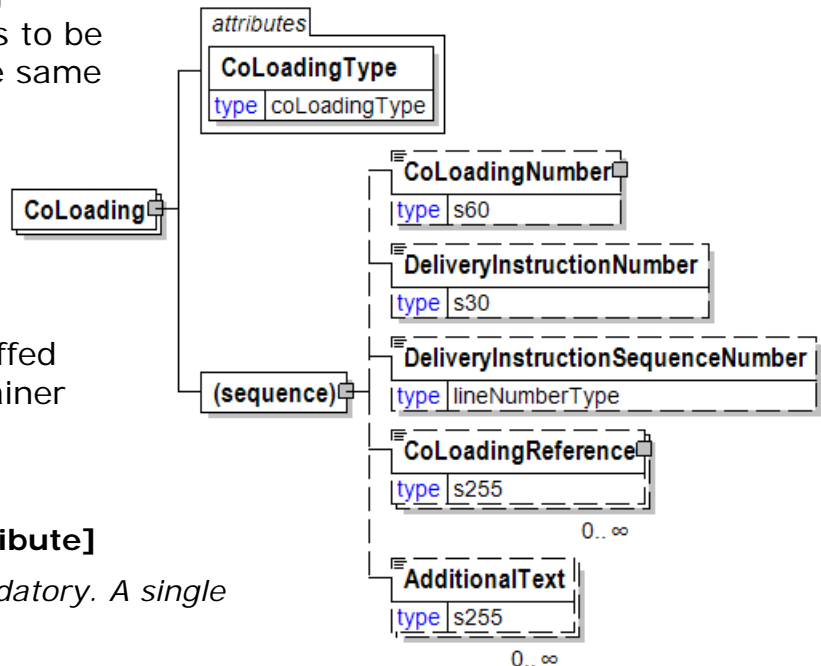 s to be
e same
ffed
iner
ibute]
datory. A single
attributes
CoLoadingType
type coLoadingType
CoLoading
(sequence)
CoLoadingNumber
type s60
DeliveryInstructionNumber
type s30
DeliveryInstructionSequenceNumber
type lineNumberType
CoLoadingReference
type s255
0.. ∞
AdditionalText
type s255
0.. ∞